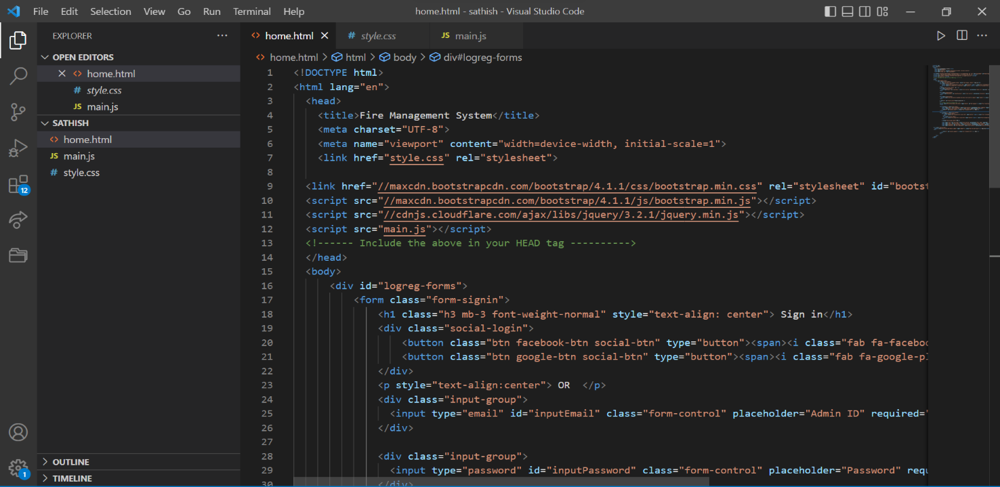 File Edit Selection View Go Run Terminal Help home.html - sathish - Visual Studio Code
EXPLORER ···
OPEN EDITORS
home.html
# style.css
JS main.js
SATHISH
home.html
JS main.js
# style.css
12
1
OUTLINE
TIMELINE
<> home.html # style.css JS main.js
<> home.html > html > body > div#logreg-forms
1 <!DOCTYPE html>
2 <html lang="en">
3 <head>
4 <title>Fire Management System</title>
5 <meta charset="UTF-8">
6 <meta name="viewport" content="width=device-width, initial-scale=1">
7 <link href="style.css" rel="stylesheet">
8
9 <link href="//maxcdn.bootstrapcdn.com/bootstrap/4.1.1/css/bootstrap.min.css" rel="stylesheet" id="bootst
10 <script src="//maxcdn.bootstrapcdn.com/bootstrap/4.1.1/js/bootstrap.min.js"></script>
11 <script src="//cdnjs.cloudflare.com/ajax/libs/jquery/3.2.1/jquery.min.js"></script>
12 <script src="main.js"></script>
13 <!------ Include the above in your HEAD tag ---------->
14 </head>
15 <body>
16 <div id="logreg-forms">
17 <form class="form-signin">
18 <h1 class="h3 mb-3 font-weight-normal" style="text-align: center"> Sign in</h1>
19 <div class="social-login">
20 <button class="btn facebook-btn social-btn" type="button"><span><i class="fab fa-faceboo
21 <button class="btn google-btn social-btn" type="button"><span><i class="fab fa-google-pl
22 </div>
23 <p style="text-align:center"> OR  </p>
24 <div class="input-group">
25 <input type="email" id="inputEmail" class="form-control" placeholder="Admin ID" required="
26 </div>
27
28 <div class="input-group">
29 <input type="password" id="inputPassword" class="form-control" placeholder="Password" requ
30 </div>